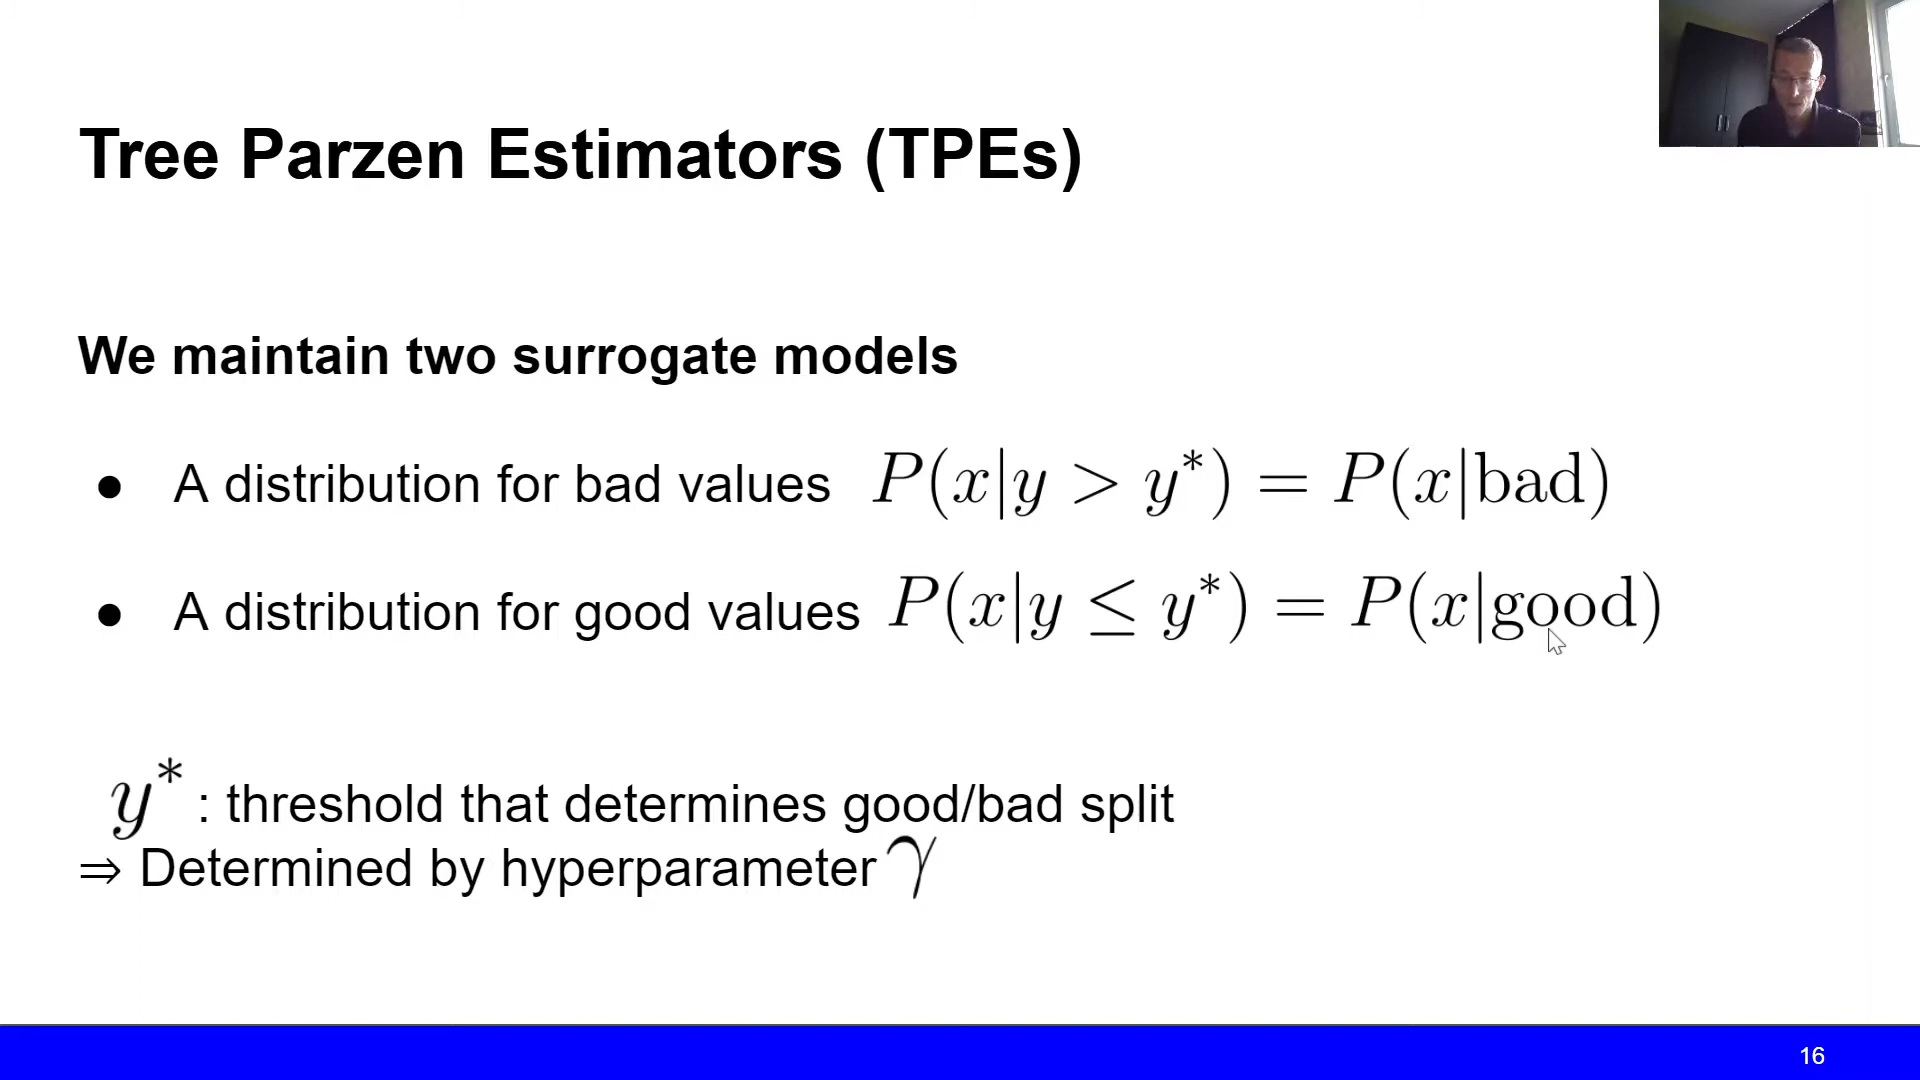 Tree Parzen Estimators (TPEs)
We maintain two surrogate models
● A distribution for bad values P(x|y > y*) = P(x|bad)
● A distribution for good values P(x|y ≤ y*) = P(x|good)
y* : threshold that determines good/bad split
⇒ Determined by hyperparameter γ
16